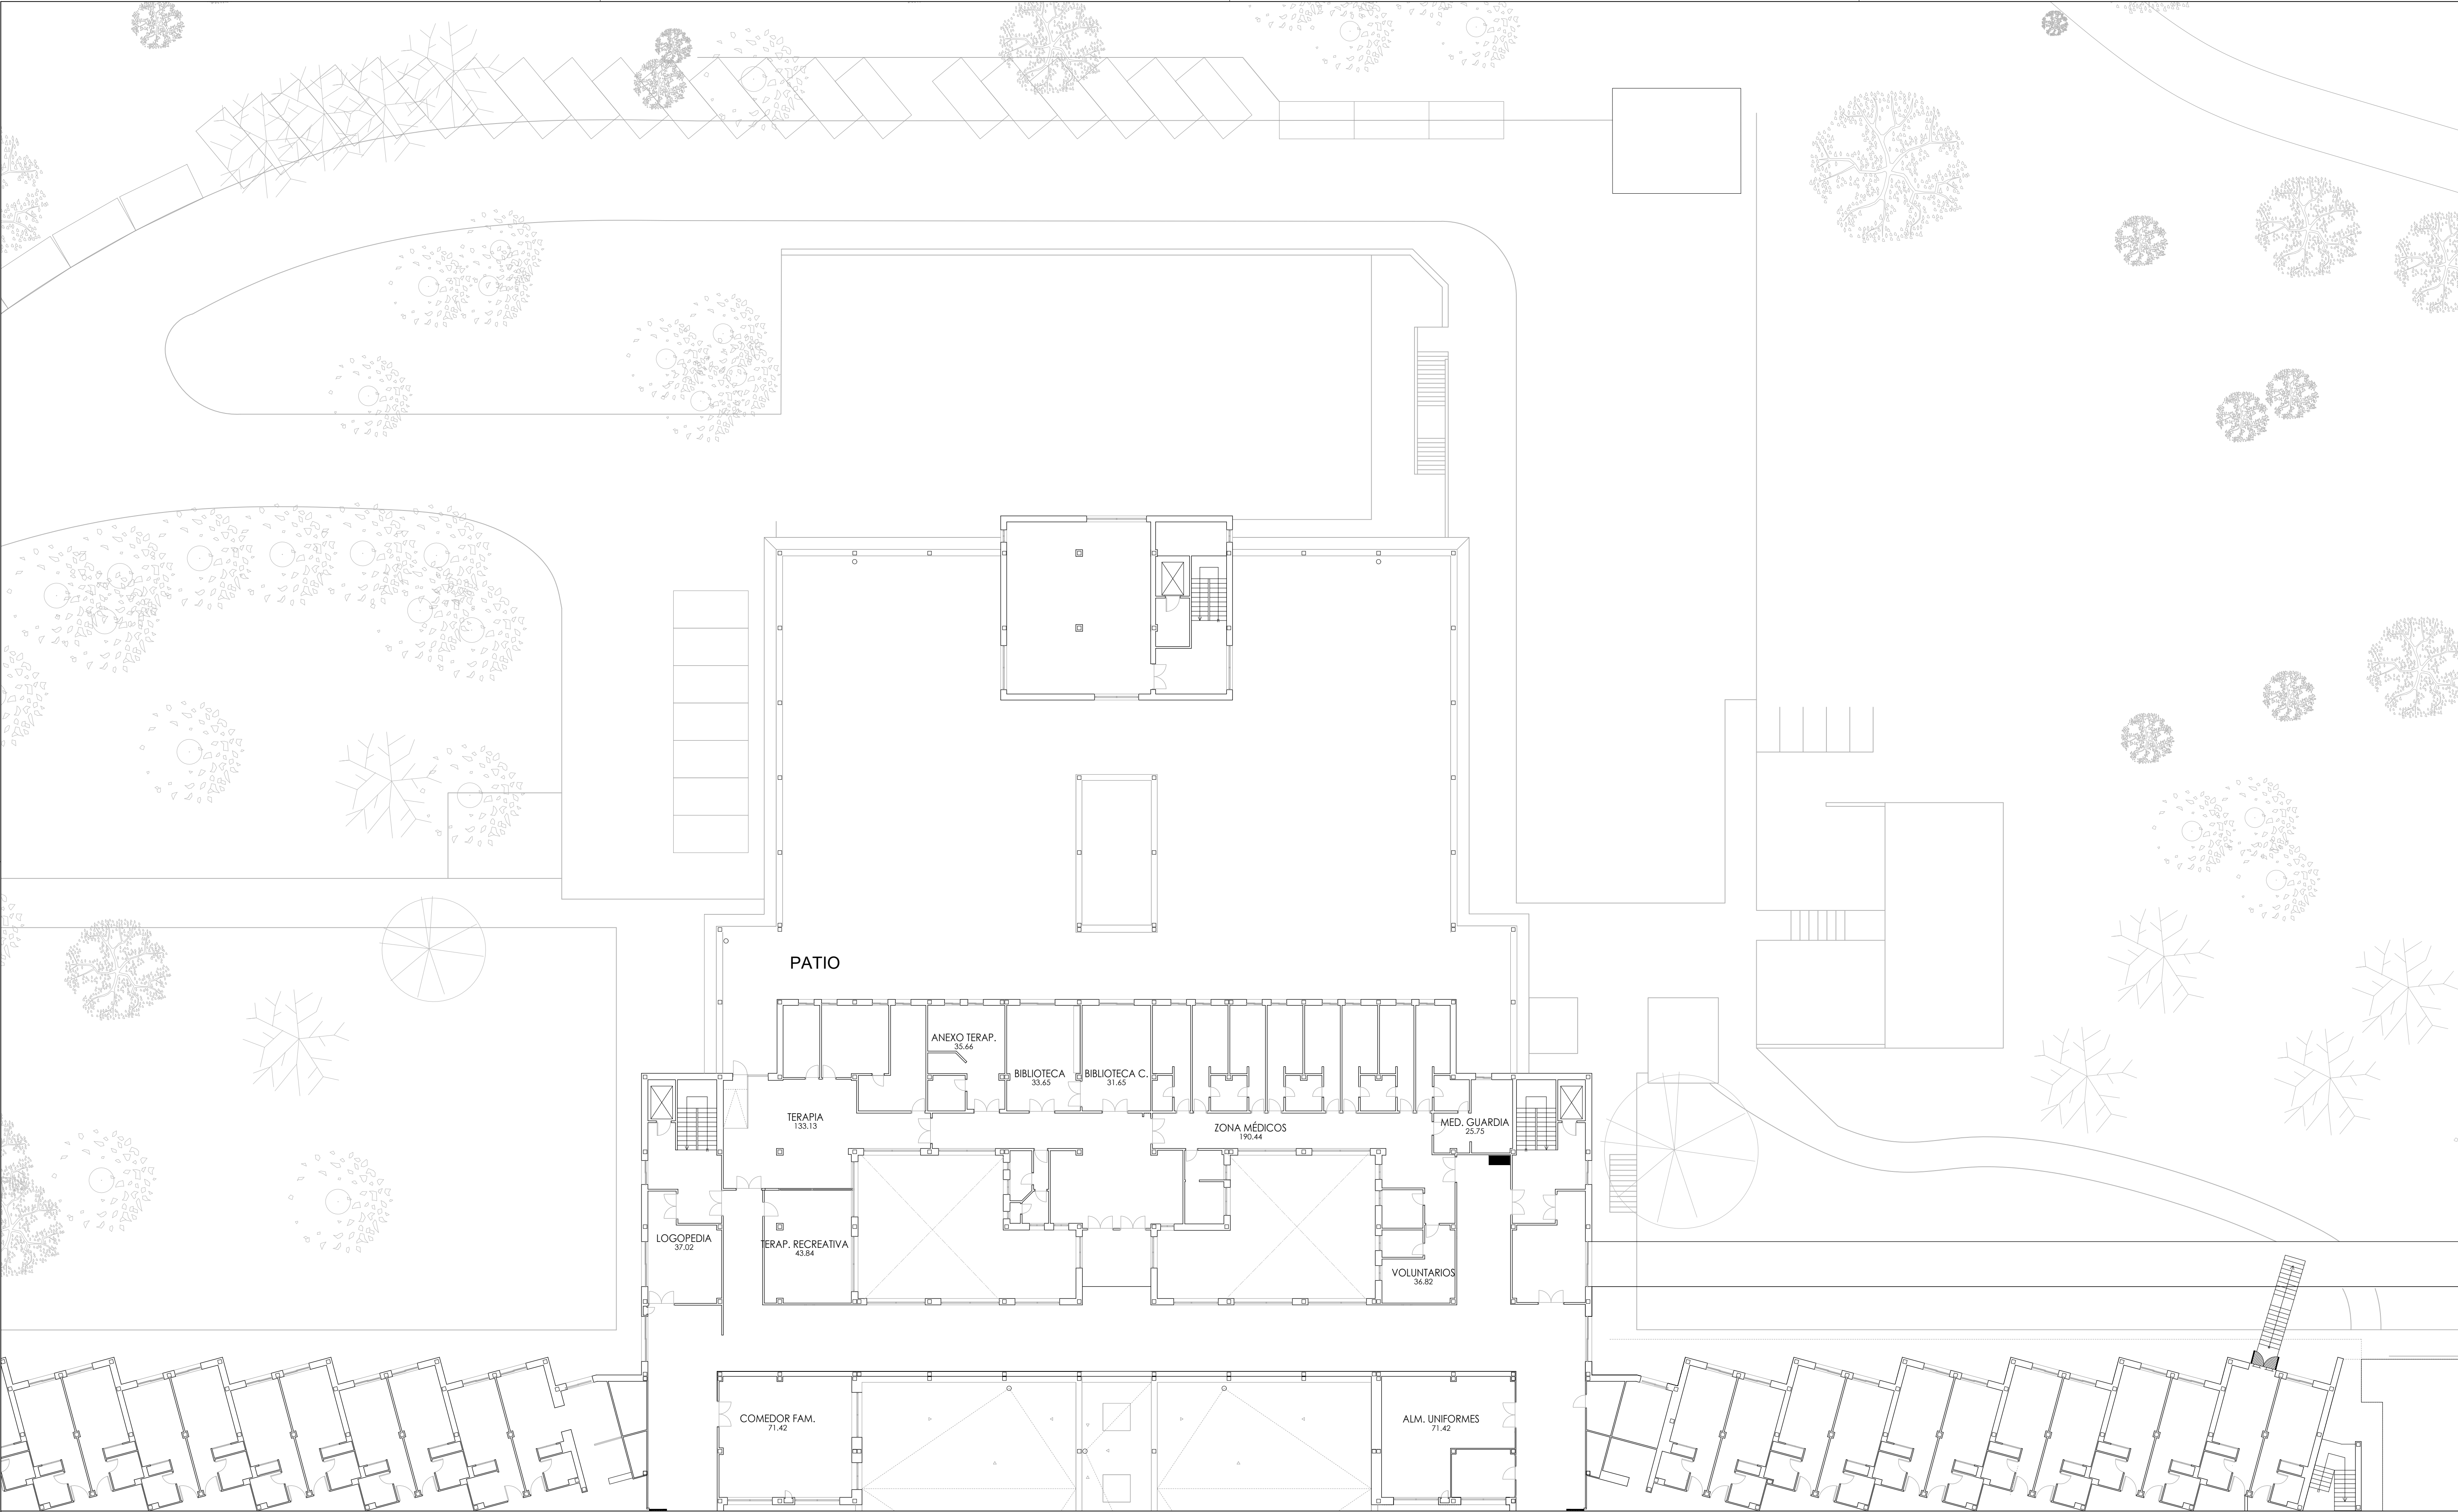 PATIO
ANEXO TERAP.
35.66
BIBLIOTECA
33.65
BIBLIOTECA C.
31.65
TERAPIA
133.13
ZONA MÉDICOS
190.44
MED. GUARDIA
25.75
LOGOPEDIA
37.02
TERAP. RECREATIVA
43.84
VOLUNTARIOS
36.82
COMEDOR FAM.
71.42
ALM. UNIFORMES
71.42